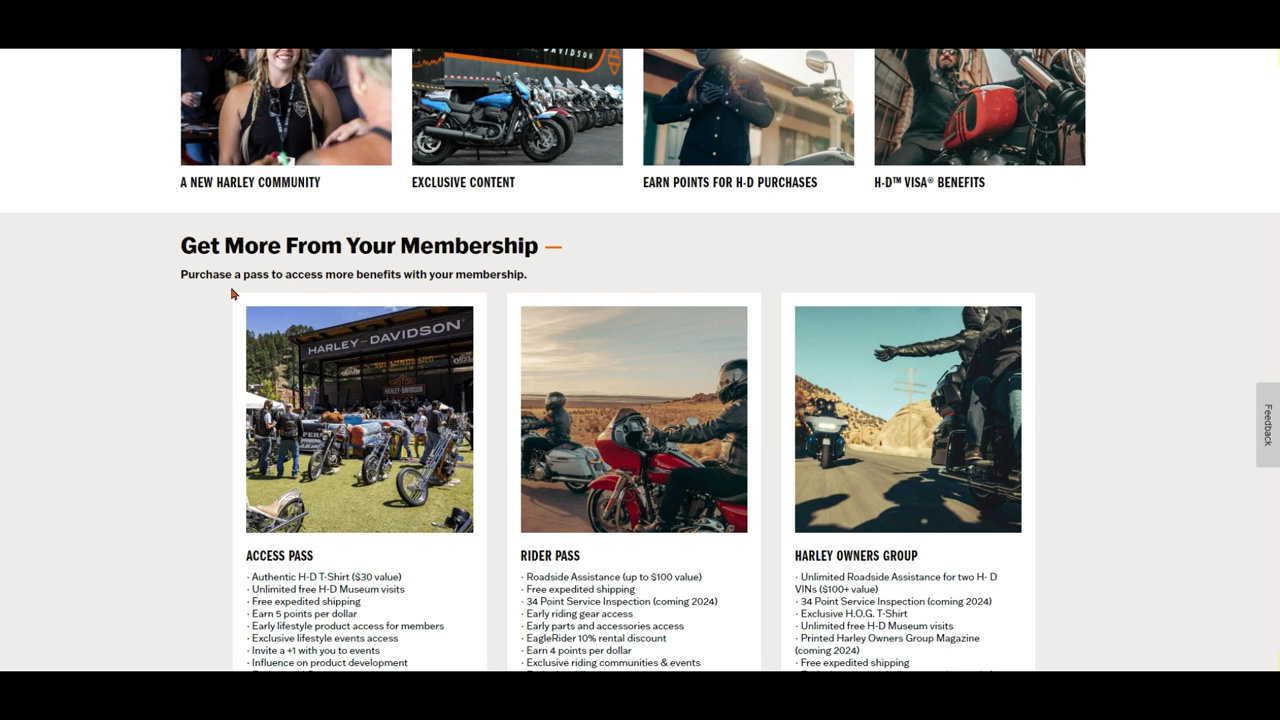 DAVIDSON
A NEW HARLEY COMMUNITY
EXCLUSIVE CONTENT
EARN POINTS FOR H-D PURCHASES
H-D™ VISA® BENEFITS
Get More From Your Membership —
Purchase a pass to access more benefits with your membership.
HARLEY-DAVIDSON
ACCESS PASS
· Authentic H-D T-Shirt ($30 value)
· Unlimited free H-D Museum visits
· Free expedited shipping
· Earn 5 points per dollar
· Early lifestyle product access for members
· Exclusive lifestyle events access
· Invite a +1 with you to events
· Influence on product development
RIDER PASS
· Roadside Assistance (up to $100 value)
· Free expedited shipping
· 34 Point Service Inspection (coming 2024)
· Early riding gear access
· Early parts and accessories access
· EagleRider 10% rental discount
· Earn 4 points per dollar
· Exclusive riding communities & events
HARLEY OWNERS GROUP
· Unlimited Roadside Assistance for two H- D
VINs ($100+ value)
· 34 Point Service Inspection (coming 2024)
· Exclusive H.O.G. T-Shirt
· Unlimited free H-D Museum visits
· Printed Harley Owners Group Magazine
(coming 2024)
· Free expedited shipping
Feedback